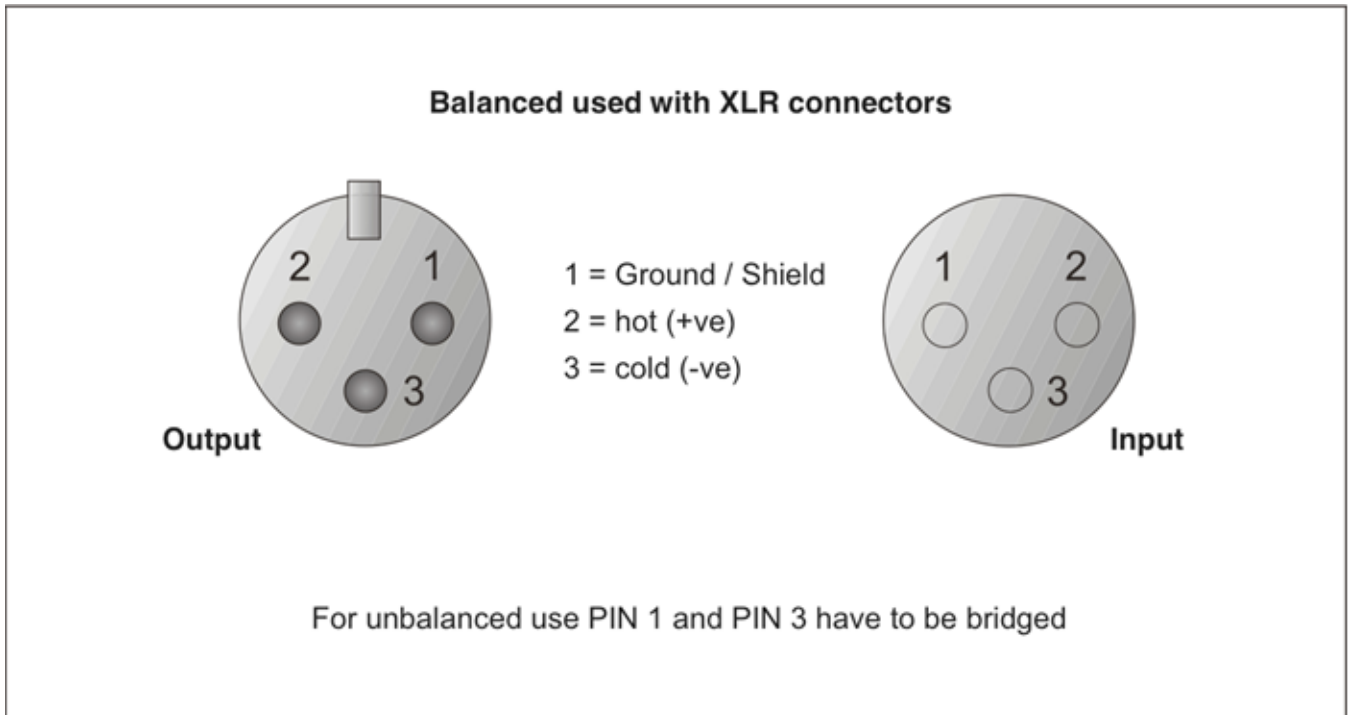 Balanced used with XLR connectors
2 1
3
Output
1 = Ground / Shield
2 = hot (+ve)
3 = cold (-ve)
1 2
3
Input
For unbalanced use PIN 1 and PIN 3 have to be bridged